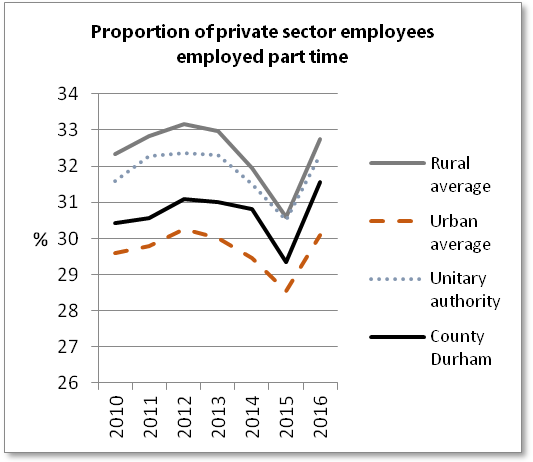 Proportion of private sector employees
employed part time
34
33
32
31
30
29
28
27
26
%
2010
2011
2012
2013
2014
2015
2016
Rural
average
Urban
average
Unitary
authority
County
Durham